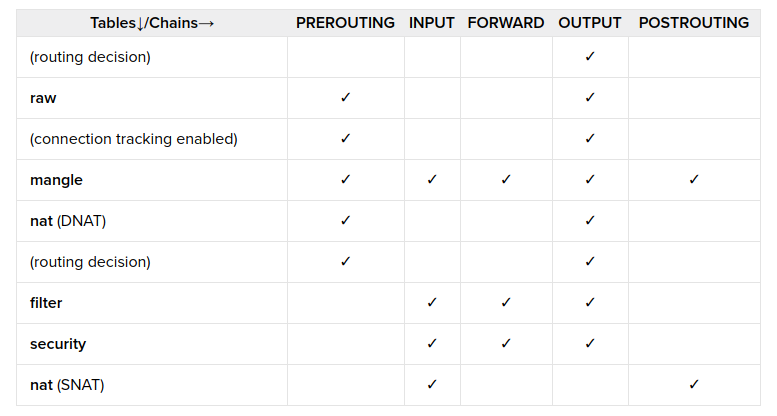 Tables↓/Chains→ PREROUTING INPUT FORWARD OUTPUT POSTROUTING
(routing decision) ✓
raw ✓ ✓
(connection tracking enabled) ✓ ✓
mangle ✓ ✓ ✓ ✓ ✓
nat (DNAT) ✓ ✓
(routing decision) ✓ ✓
filter ✓ ✓ ✓
security ✓ ✓ ✓
nat (SNAT) ✓ ✓